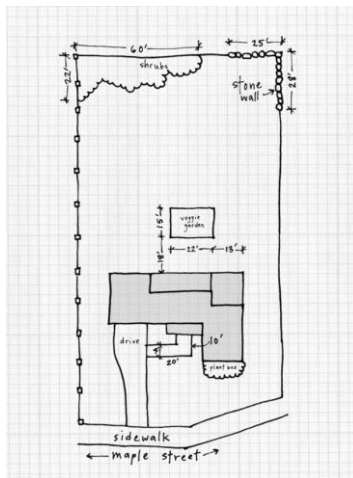 60'
25'
shrubs
22'
stone
wall
28'
15'
veggie
garden
22'
13'
18'
drive
10'
20'
plant box
sidewalk
maple street